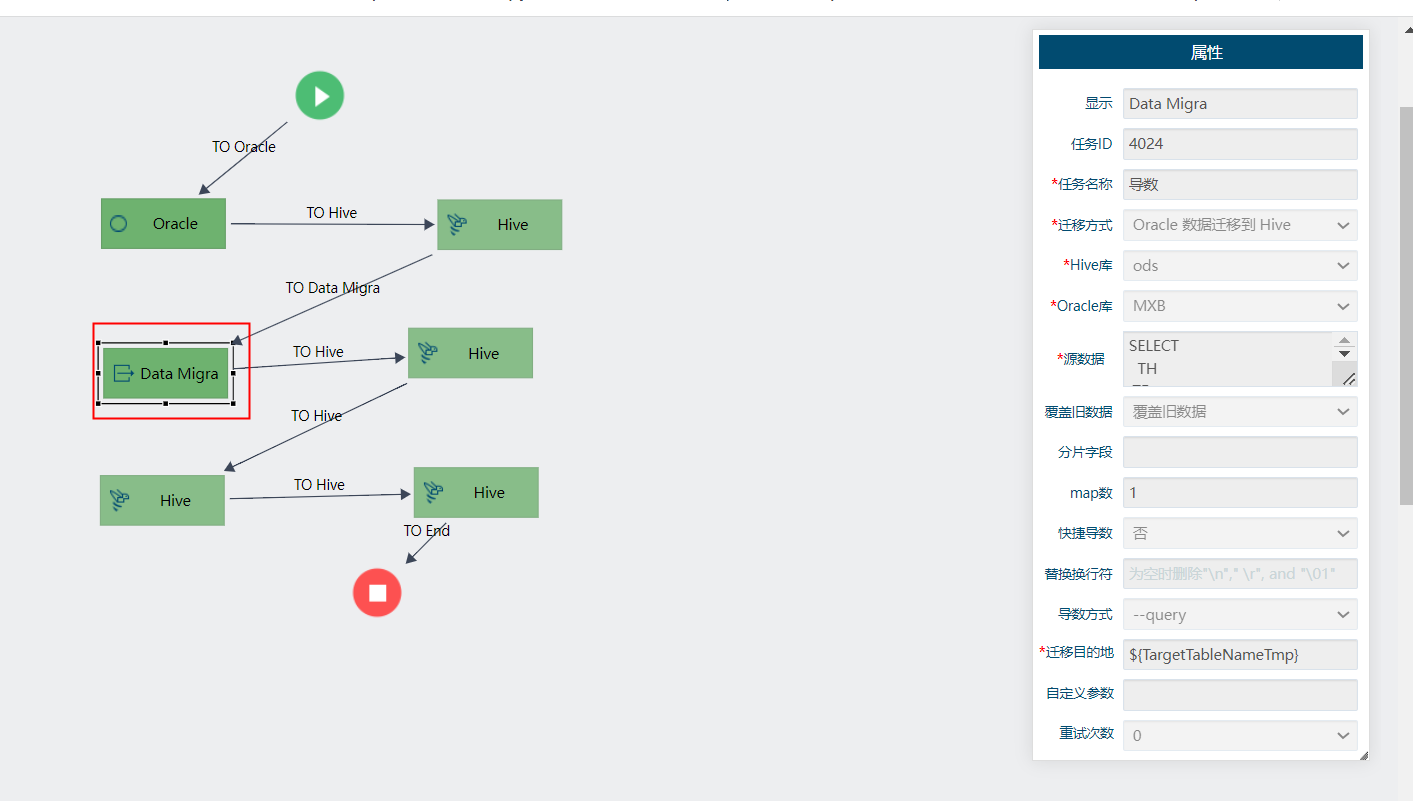 TO Oracle
Oracle
TO Hive
Hive
TO Data Migra
Data Migra
TO Hive
Hive
TO Hive
Hive
TO Hive
Hive
TO End
属性
显示 Data Migra
任务ID 4024
*任务名称 导数
*迁移方式 Oracle 数据迁移到 Hive
*Hive库 ods
*Oracle库 MXB
*源数据 SELECT
TH
覆盖旧数据 覆盖旧数据
分片字段
map数 1
快捷导数 否
替换换行符 为空时删除"\n"," \r", and "\01"
导数方式 --query
*迁移目的地 ${TargetTableNameTmp}
自定义参数
重试次数 0